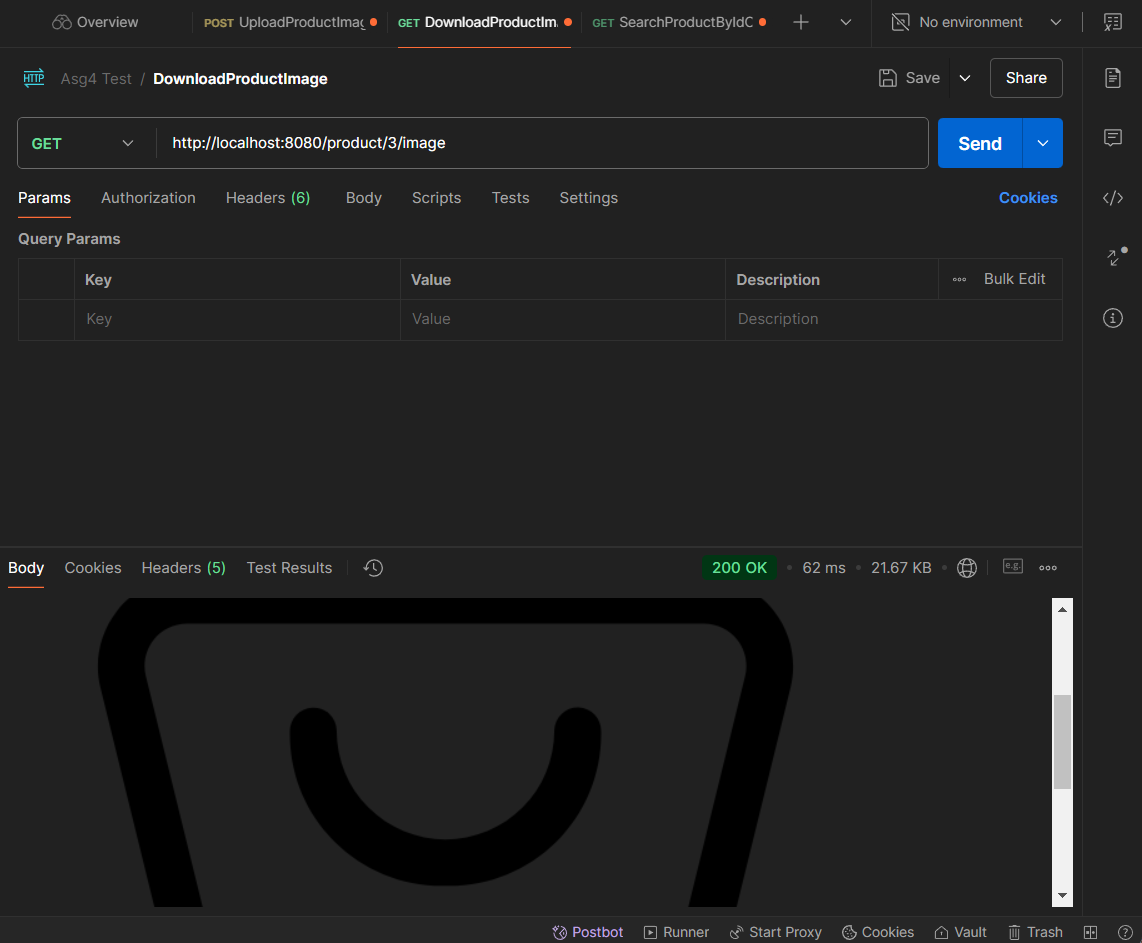 Overview POST UploadProductImag GET DownloadProductIm GET SearchProductByIdC No environment
HTTP Asg4 Test / DownloadProductImage Save Share
GET http://localhost:8080/product/3/image Send
Params Authorization Headers (6) Body Scripts Tests Settings Cookies
Query Params
Key Value Description Bulk Edit
Key Value Description
Body Cookies Headers (5) Test Results 200 OK 62 ms 21.67 KB e.g.
Postbot Runner Start Proxy Cookies Vault Trash